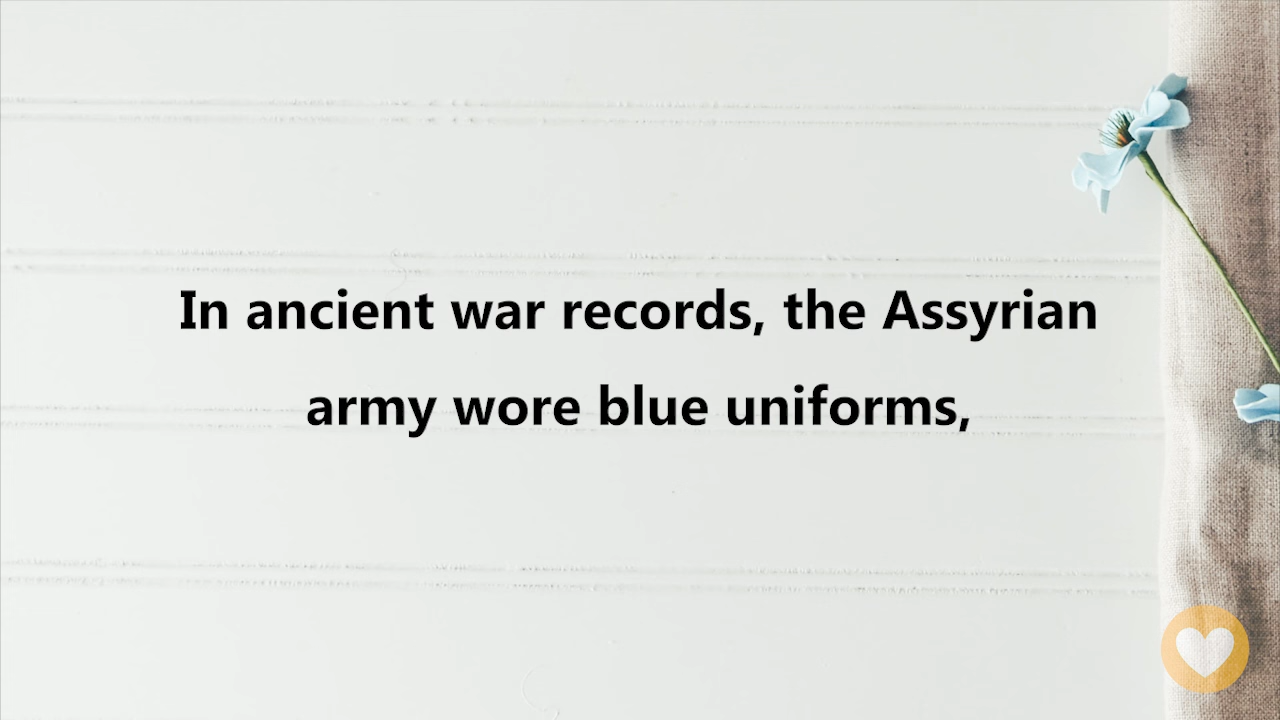 In ancient war records, the Assyrian
army wore blue uniforms,